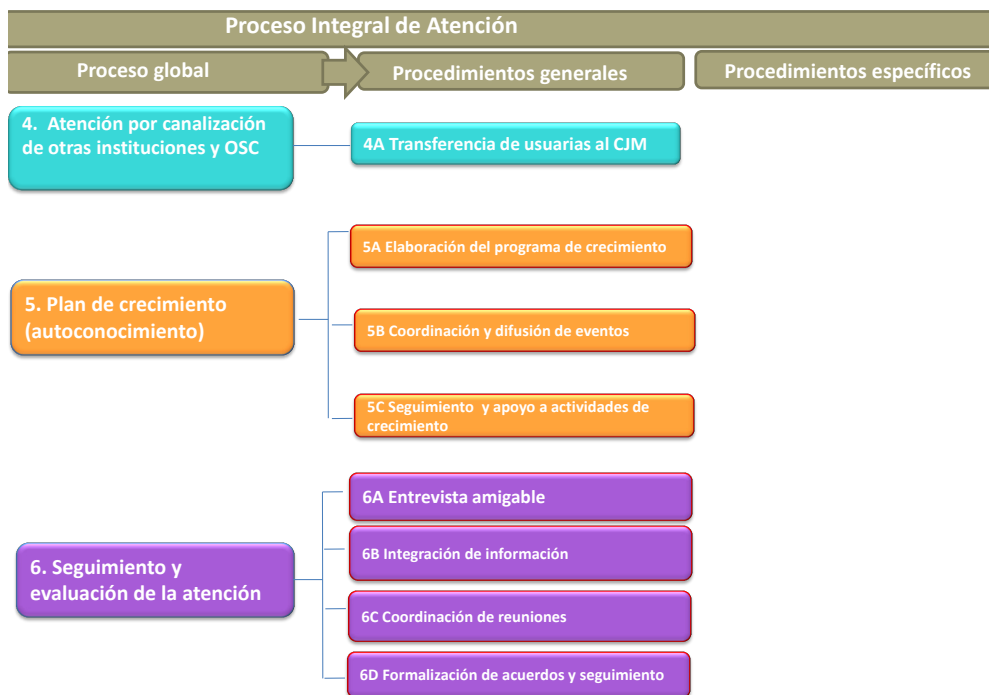 Proceso Integral de Atención
Proceso global
Procedimientos generales
Procedimientos específicos
4. Atención por canalización
de otras instituciones y OSC
4A Transferencia de usuarias al CJM
5. Plan de crecimiento
(autoconocimiento)
5A Elaboración del programa de crecimiento
5B Coordinación y difusión de eventos
5C Seguimiento y apoyo a actividades de
crecimiento
6. Seguimiento y
evaluación de la atención
6A Entrevista amigable
6B Integración de información
6C Coordinación de reuniones
6D Formalización de acuerdos y seguimiento